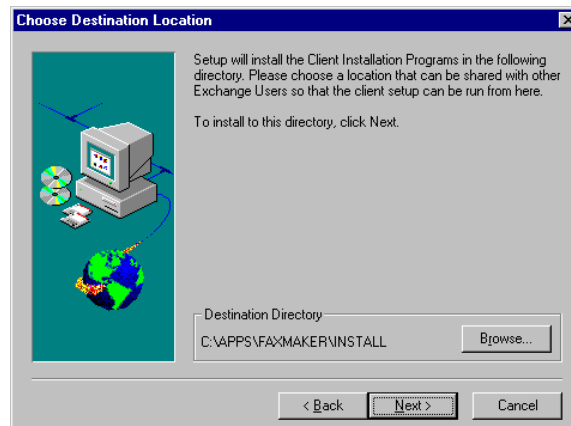 Choose Destination Location
Setup will install the Client Installation Programs in the following
directory. Please choose a location that can be shared with other
Exchange Users so that the client setup can be run from here.
To install to this directory, click Next.
Destination Directory
C:\APPS\FAXMAKER\INSTALL
Browse...
< Back
Next >
Cancel